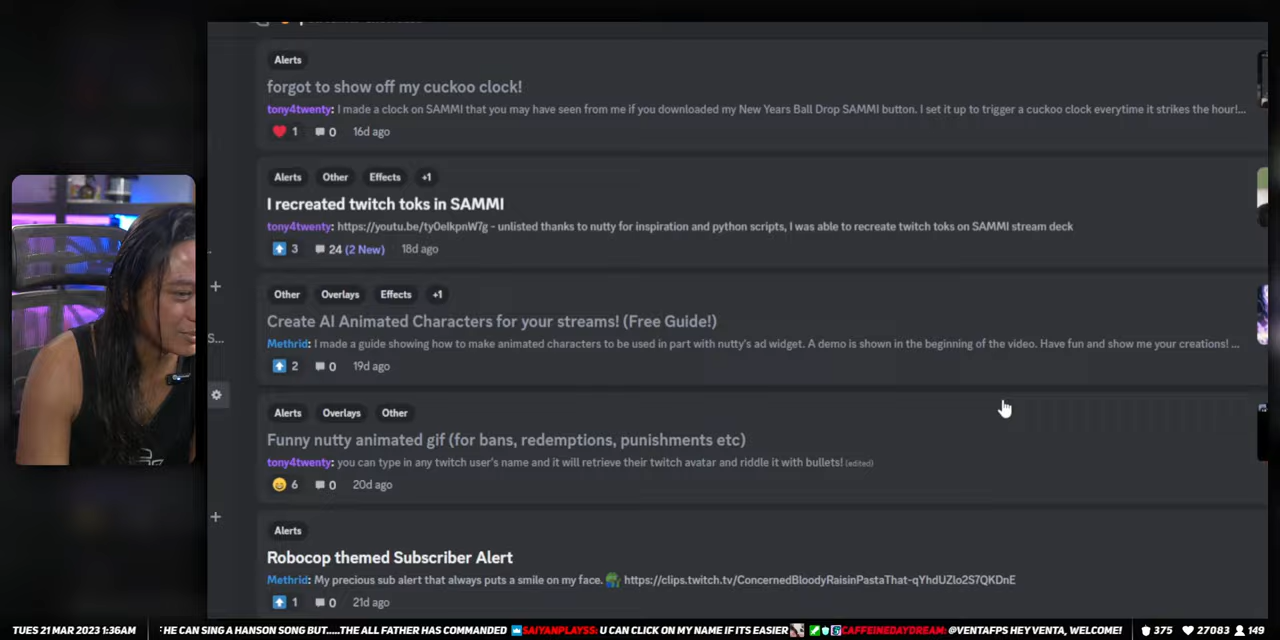 Alerts
forgot to show off my cuckoo clock!
tony4twenty: I made a clock on SAMMI that you may have seen from me if you downloaded my New Years Ball Drop SAMMI button. I set it up to trigger a cuckoo clock everytime it strikes the hour!...
1 0 16d ago
Alerts Other Effects +1
I recreated twitch toks in SAMMI
tony4twenty: https://youtu.be/ty0elkpnW7g - unlisted thanks to nutty for inspiration and python scripts, I was able to recreate twitch toks on SAMMI stream deck
3 24 (2 New) 18d ago
Other Overlays Effects +1
Create AI Animated Characters for your streams! (Free Guide!)
S...
Methrid: I made a guide showing how to make animated characters to be used in part with nutty's ad widget. A demo is shown in the beginning of the video. Have fun and show me your creations! ...
2 0 19d ago
Alerts Overlays Other
Funny nutty animated gif (for bans, redemptions, punishments etc)
tony4twenty: you can type in any twitch user's name and it will retrieve their twitch avatar and riddle it with bullets! (edited)
6 0 20d ago
Alerts
Robocop themed Subscriber Alert
Methrid: My precious sub alert that always puts a smile on my face. https://clips.twitch.tv/ConcernedBloodyRaisinPastaThat-qYhdUZlo2S7QKDnE
1 0 21d ago
TUES 21 MAR 2023 1:36AM : HE CAN SING A HANSON SONG BUT.....THE ALL FATHER HAS COMMANDED SAIYANPLAYSS: U CAN CLICK ON MY NAME IF ITS EASIER CAFFEINEDAYDREAM: @VENTAFPS HEY VENTA, WELCOME! 375 27083 149